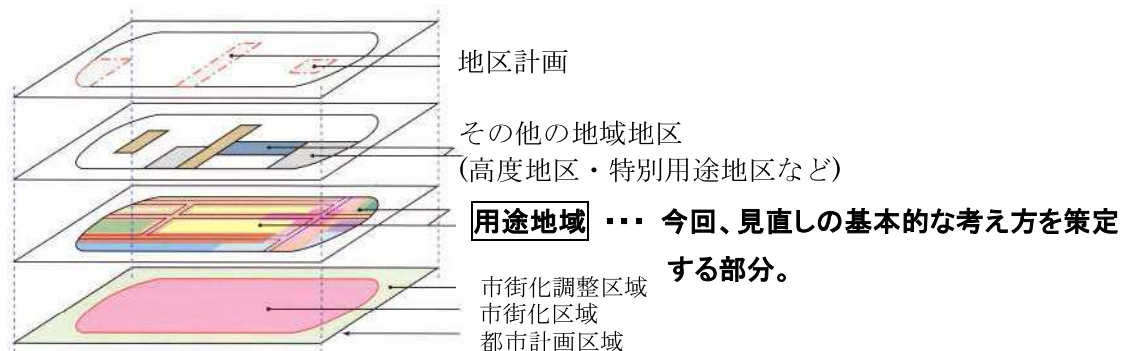 地区計画
その他の地域地区
(高度地区・特別用途地区など)
用途地域 ・・・ 今回、見直しの基本的な考え方を策定
する部分。
市街化調整区域
市街化区域
都市計画区域